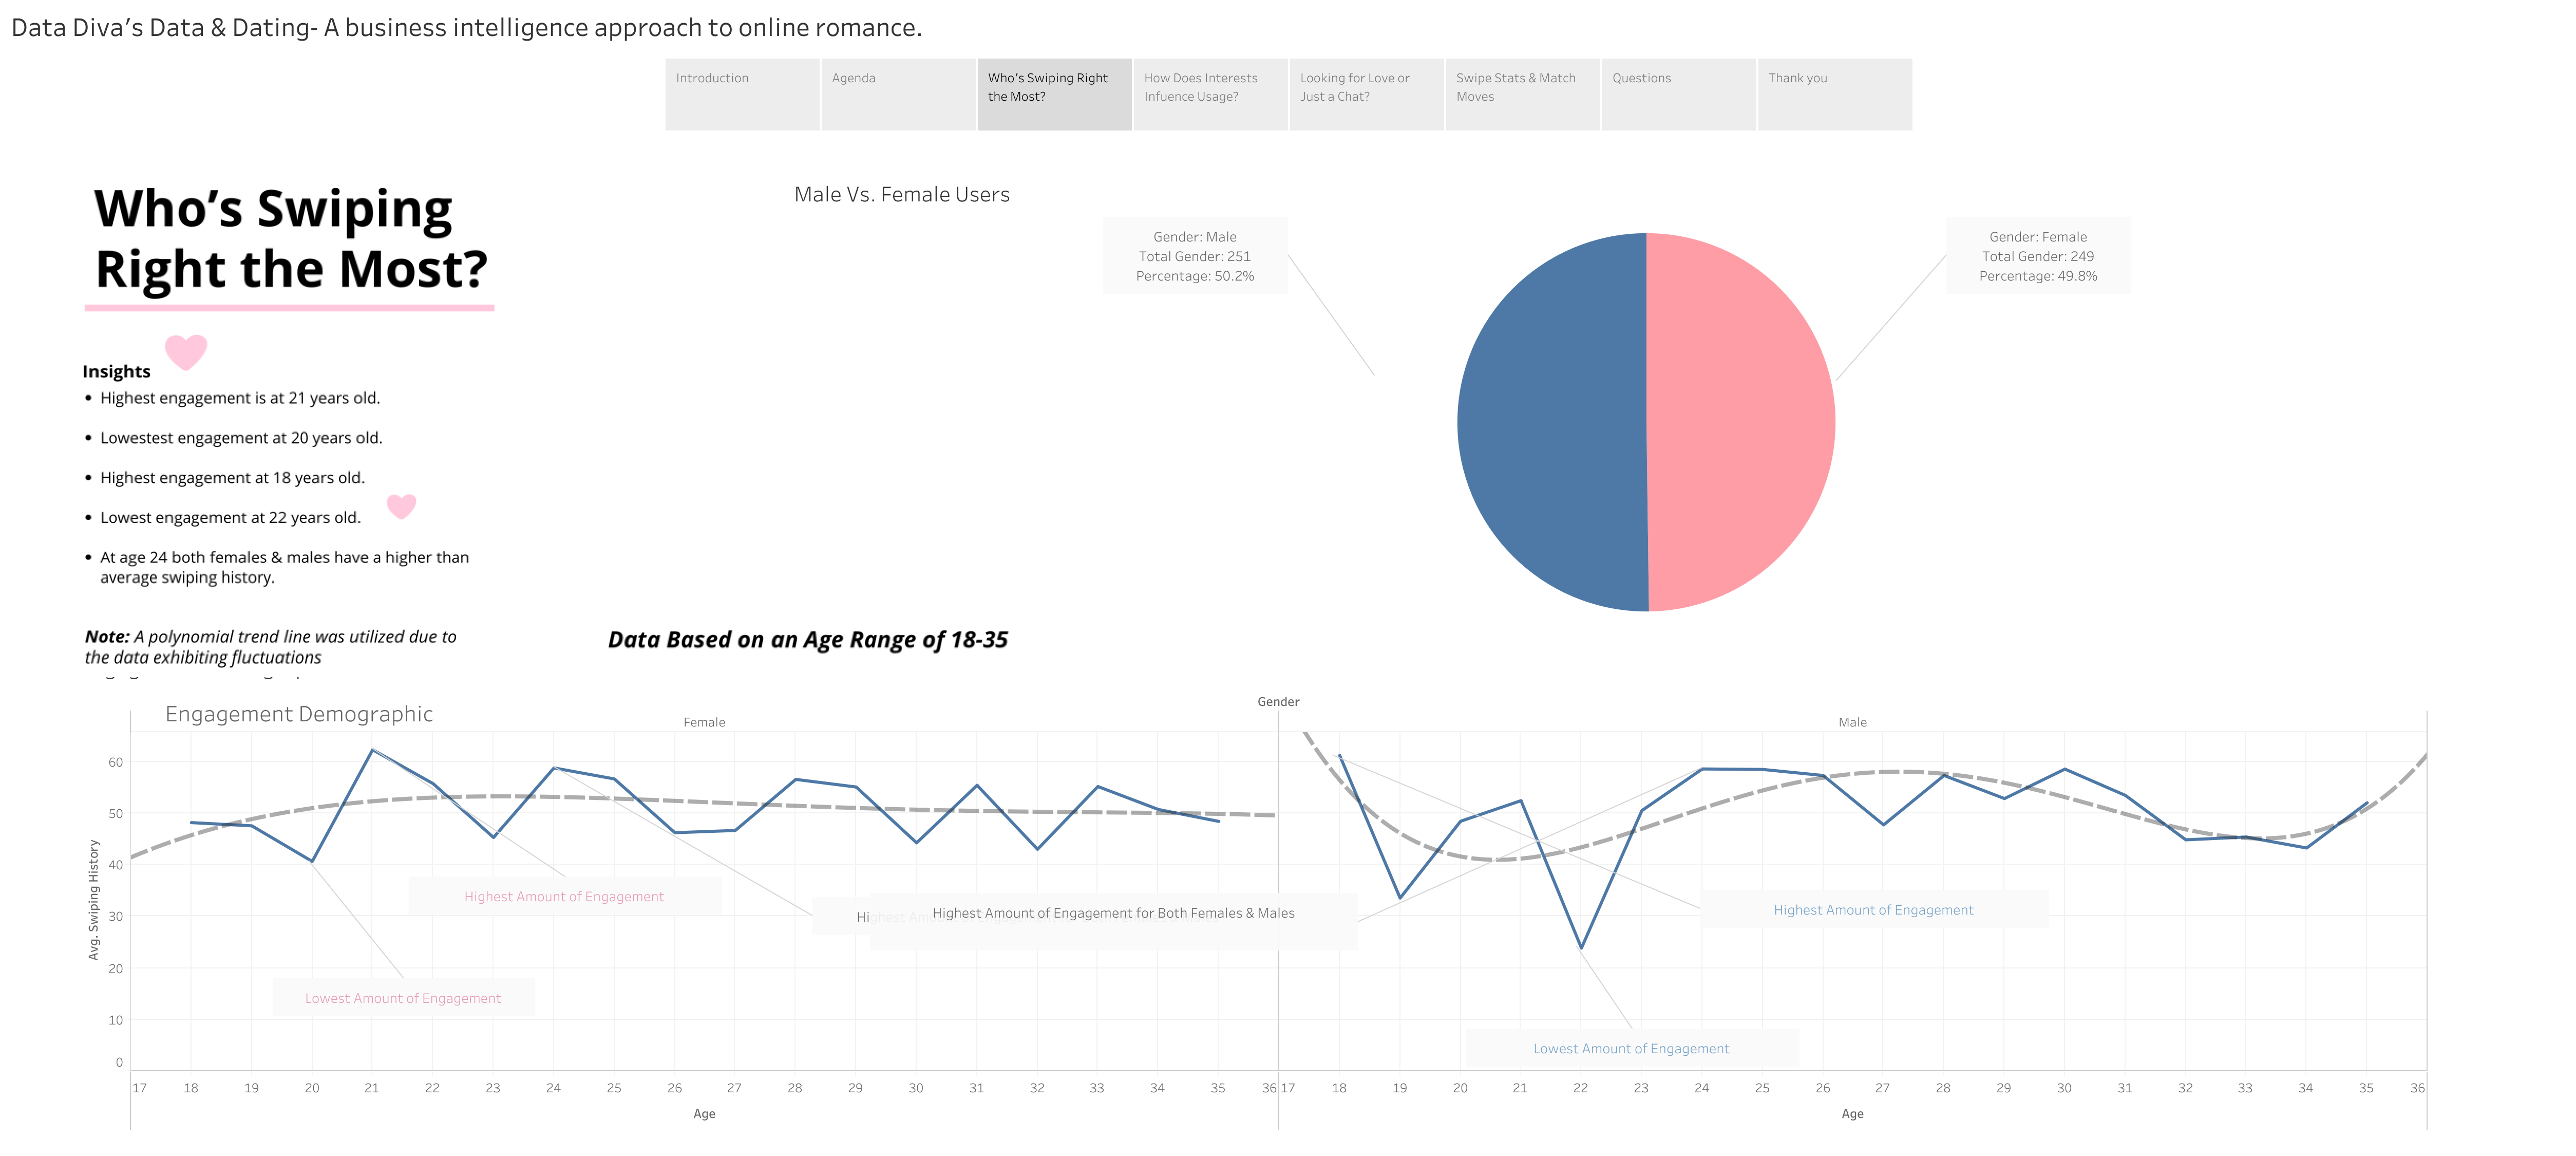 Data Diva's Data & Dating- A business intelligence approach to online romance.
Introduction
Agenda
Who's Swiping Right
the Most?
How Does Interests
Infuence Usage?
Looking for Love or
Just a Chat?
Swipe Stats & Match
Moves
Questions
Thank you
Who's Swiping
Right the Most?
Insights
• Highest engagement is at 21 years old.
• Lowestest engagement at 20 years old.
• Highest engagement at 18 years old.
• Lowest engagement at 22 years old.
• At age 24 both females & males have a higher than
average swiping history.
Note: A polynomial trend line was utilized due to
the data exhibiting fluctuations
Data Based on an Age Range of 18-35
Male Vs. Female Users
Gender: Male
Total Gender: 251
Percentage: 50.2%
Gender: Female
Total Gender: 249
Percentage: 49.8%
Engagement Demographic
Gender
Female
Male
Avg. Swiping History
60
50
40
30
20
10
0
Highest Amount of Engagement
Lowest Amount of Engagement
Highest Amount of Engagement for Both Females & Males
Highest Amount of Engagement
Lowest Amount of Engagement
17 18 19 20 21 22 23 24 25 26 27 28 29 30 31 32 33 34 35 36
17 18 19 20 21 22 23 24 25 26 27 28 29 30 31 32 33 34 35 36
Age
Age